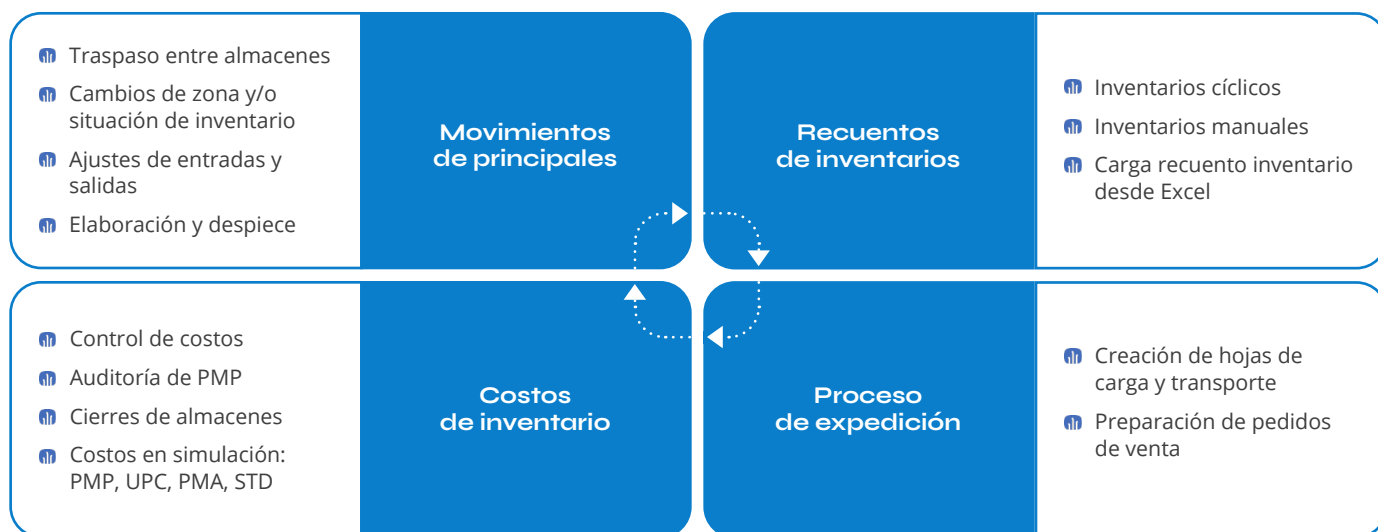 Traspaso entre almacenes
Cambios de zona y/o
situación de inventario
Ajustes de entradas y
salidas
Elaboración y despiece
Movimientos
de principales
Recuentos
de inventarios
Inventarios cíclicos
Inventarios manuales
Carga recuento inventario
desde Excel
Control de costos
Auditoría de PMP
Cierres de almacenes
Costos en simulación:
PMP, UPC, PMA, STD
Costos
de inventario
Proceso
de expedición
Creación de hojas de
carga y transporte
Preparación de pedidos
de venta